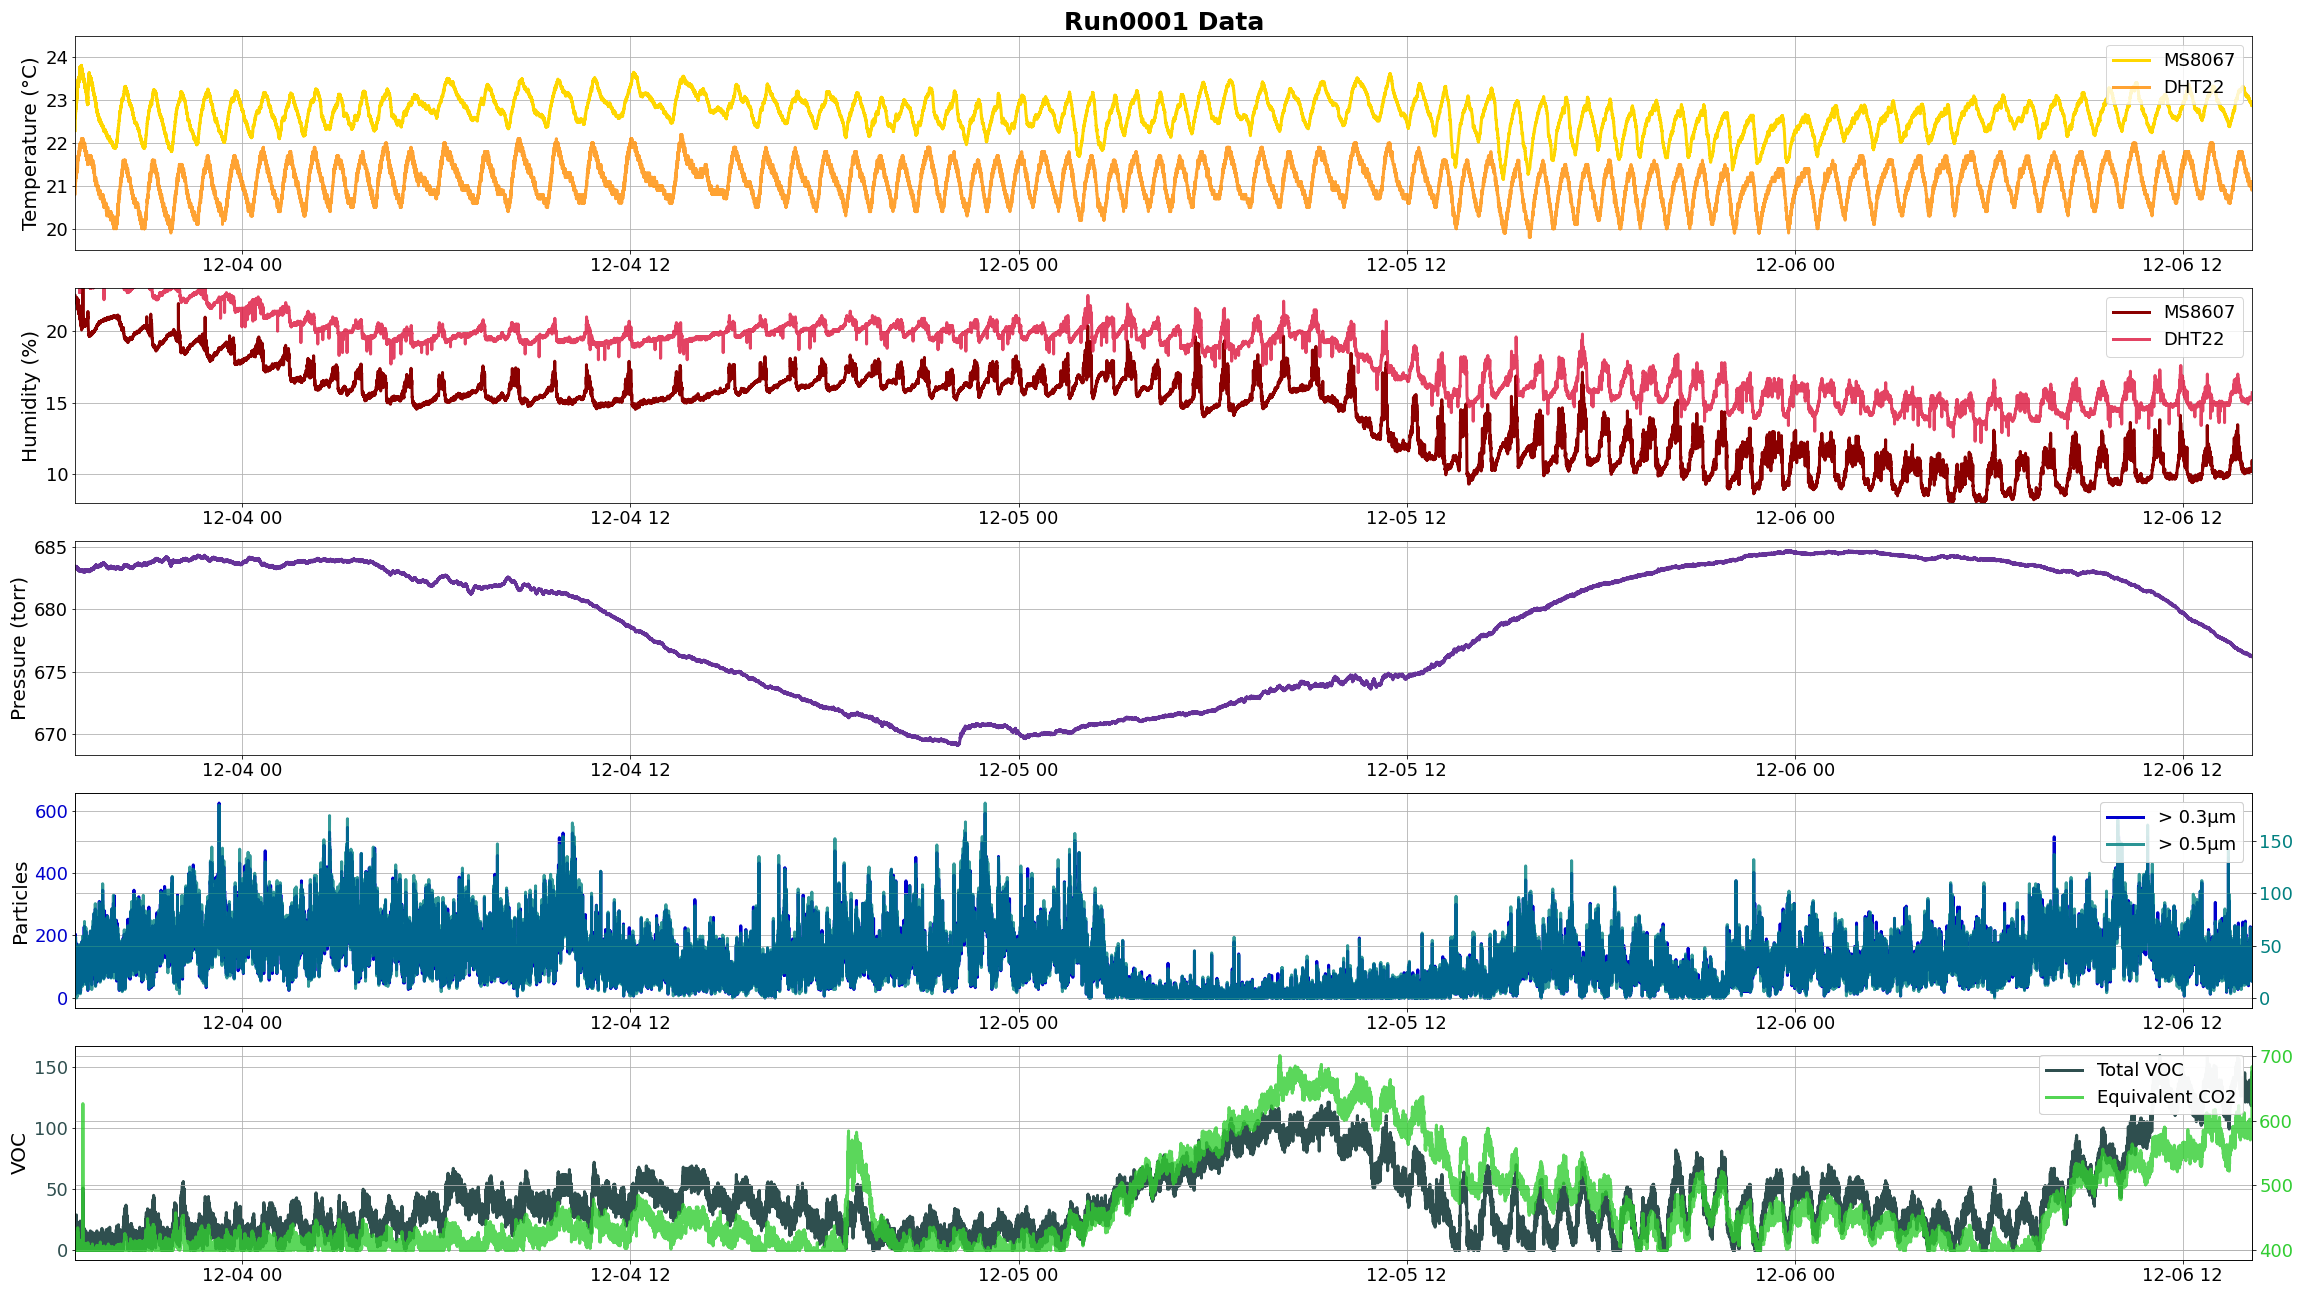 Run0001 Data
Temperature (°C)
24
23
22
21
20
MS8067
DHT22
12-04 00 12-04 12 12-05 00 12-05 12 12-06 00 12-06 12
Humidity (%)
20
15
10
MS8607
DHT22
12-04 00 12-04 12 12-05 00 12-05 12 12-06 00 12-06 12
Pressure (torr)
685
680
675
670
12-04 00 12-04 12 12-05 00 12-05 12 12-06 00 12-06 12
Particles
600
400
200
0
> 0.3μm
> 0.5μm
150
100
50
0
12-04 00 12-04 12 12-05 00 12-05 12 12-06 00 12-06 12
VOC
150
100
50
0
Total VOC
Equivalent CO2
700
600
500
400
12-04 00 12-04 12 12-05 00 12-05 12 12-06 00 12-06 12